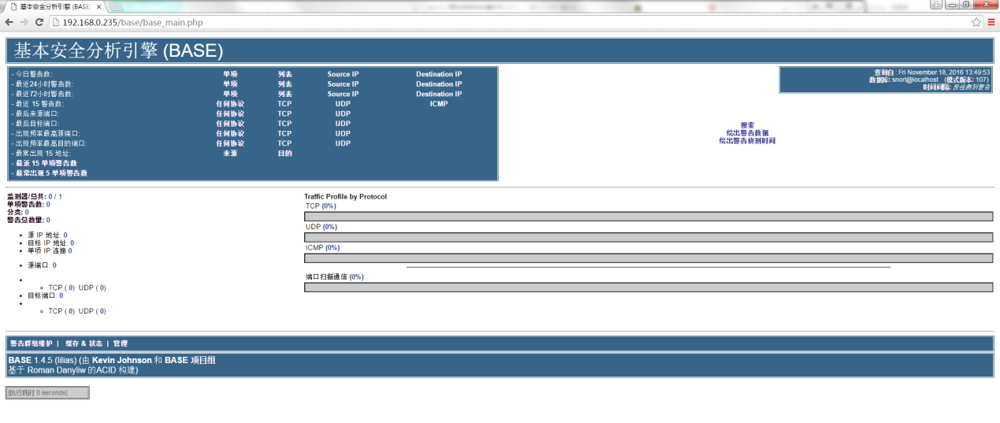 基本安全分析引擎 (BASE) ×
192.168.0.235/base/base_main.php
基本安全分析引擎 (BASE)
- 今日警告数: 单项 列表 Source IP Destination IP
- 最近24小时警告数: 单项 列表 Source IP Destination IP
- 最近72小时警告数: 单项 列表 Source IP Destination IP
- 最近 15 警告数: 任何协议 TCP UDP ICMP
- 最后来源端口: 任何协议 TCP UDP
- 最后目标端口: 任何协议 TCP UDP
- 出现频率最高源端口: 任何协议 TCP UDP
- 出现频率最高目的端口: 任何协议 TCP UDP
- 最常出现 15 地址: 来源 目的
- 最近 15 单项警告数
- 最常出现 5 单项警告数
查询自 : Fri November 18, 2016 13:49:53
数据库: snort@localhost (模式版本: 107)
时间间隔: 没检测到警告
搜索
绘出警告数据
绘出警告侦测时间
监测器/总共: 0 / 1
单项警告数: 0
分类: 0
警告总数量: 0
• 源 IP 地址: 0
• 目标 IP 地址: 0
• 单项 IP 连接 0
• 源端口: 0
TCP ( 0) UDP ( 0)
• 目标端口: 0
TCP ( 0) UDP ( 0)
Traffic Profile by Protocol
TCP (0%)
UDP (0%)
ICMP (0%)
端口扫描通信 (0%)
警告群组维护 | 缓存 & 状态 | 管理
BASE 1.4.5 (lilias) (由 Kevin Johnson 和 BASE 项目组
基于 Roman Danyliw 的ACID 构建)
[执行耗时 0 seconds]